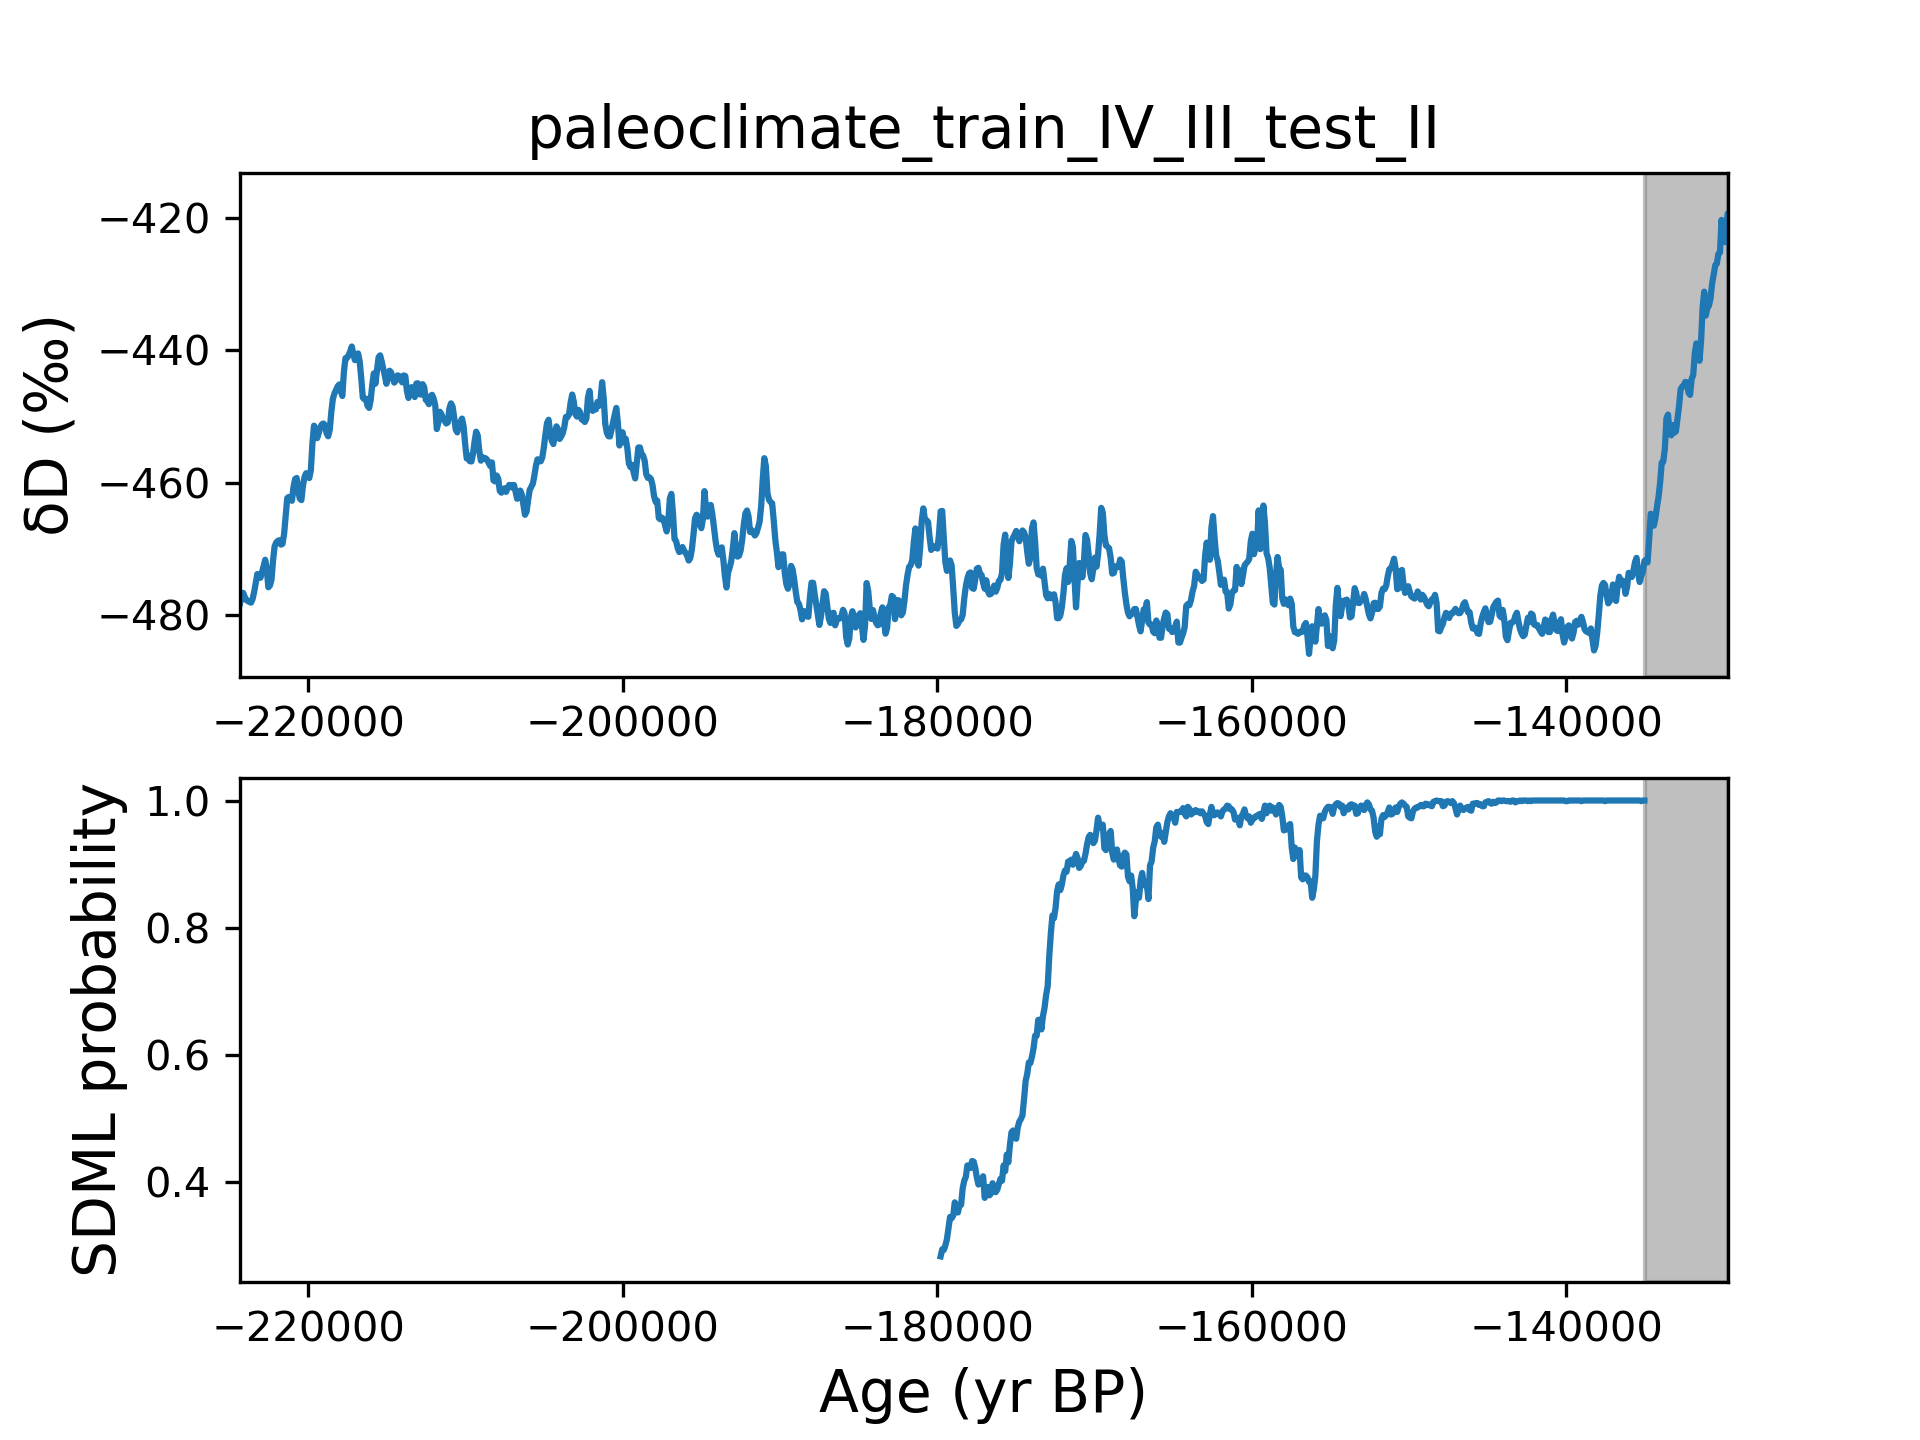 paleoclimate_train_IV_III_test_II
δD (‰)
−420
−440
−460
−480
−220000 −200000 −180000 −160000 −140000
SDML probability
1.0
0.8
0.6
0.4
−220000 −200000 −180000 −160000 −140000
Age (yr BP)